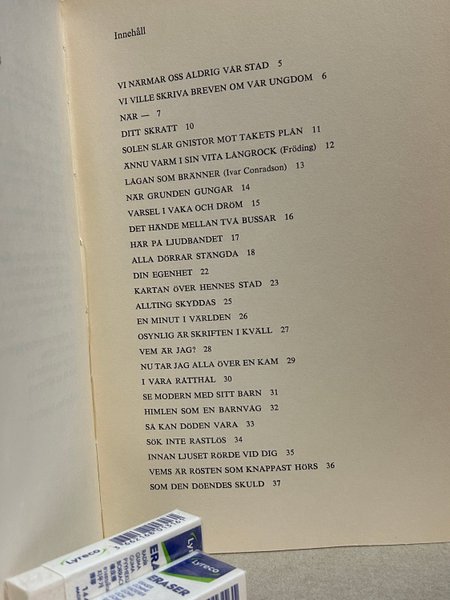 Innehåll
VI NÄRMAR OSS ALDRIG VÅR STAD 5
VI VILLE SKRIVA BREVEN OM VÅR UNGDOM 6
NÄR — 7
DITT SKRATT 10
SOLEN SLÅR GNISTOR MOT TAKETS PLÅN 11
ÄNNU VARM I SIN VITA LÅNGROCK (Fröding) 12
LÅGAN SOM BRÄNNER (Ivar Conradson) 13
NÄR GRUNDEN GUNGAR 14
VARSEL I VAKA OCH DRÖM 15
DET HÄNDE MELLAN TVÅ BUSSAR 16
HÄR PÅ LJUDBANDET 17
ALLA DÖRRAR STÄNGDA 18
DIN EGENHET 22
KARTAN ÖVER HENNES STAD 23
ALLTING SKYDDAS 25
EN MINUT I VÄRLDEN 26
OSYNLIG ÄR SKRIFTEN I KVÄLL 27
VEM ÄR JAG? 28
NU TAR JAG ALLA ÖVER EN KAM 29
I VÅRA RÅTTHÅL 30
SE MODERN MED SITT BARN 31
HIMLEN SOM EN BARNVAG 32
SÅ KAN DÖDEN VARA 33
SÖK INTE RASTLÖS 34
INNAN LJUSET RÖRDE VID DIG 35
VEMS ÄR RÖSTEN SOM KNAPPAST HÖRS 36
SOM DEN DÖENDES SKULD 37
Lyreco
ERASER
Lyreco
ERASER